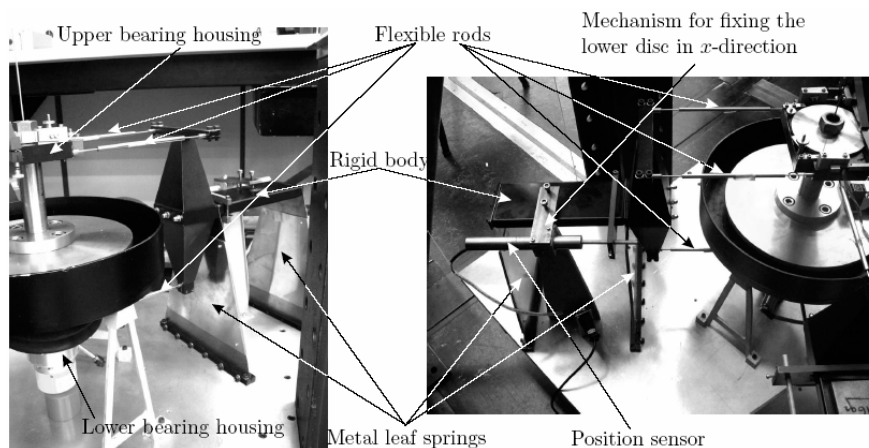 Upper bearing housing
Flexible rods
Mechanism for fixing the
lower disc in x-direction
Rigid body
Lower bearing housing
Metal leaf springs
Position sensor